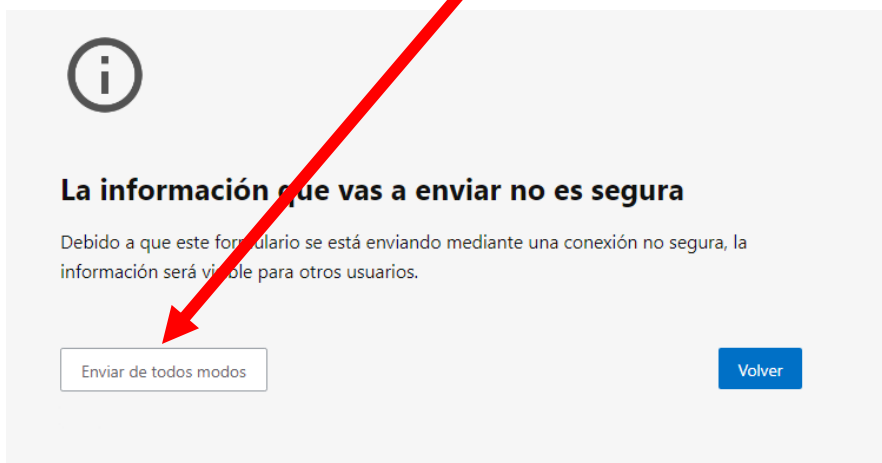 La información que vas a enviar no es segura
Debido a que este formulario se está enviando mediante una conexión no segura, la
información será visible para otros usuarios.
Enviar de todos modos
Volver